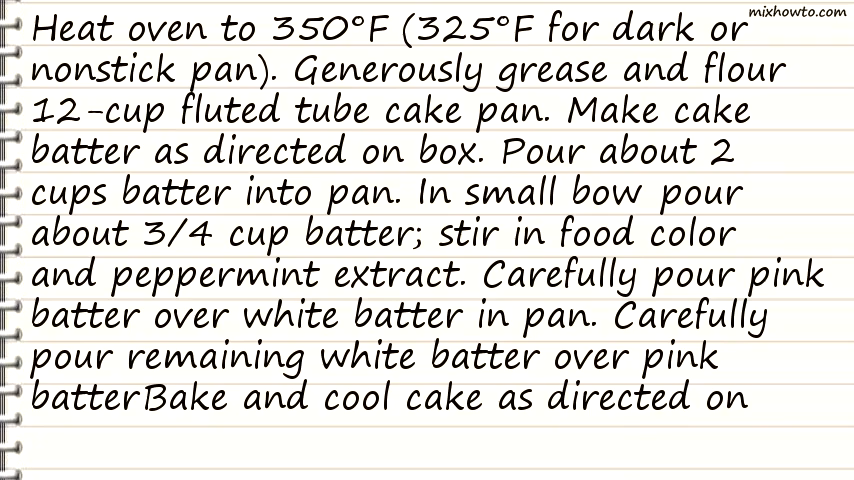 mixhowto.com
Heat oven to 350°F (325°F for dark or
nonstick pan). Generously grease and flour
12-cup fluted tube cake pan. Make cake
batter as directed on box. Pour about 2
cups batter into pan. In small bow pour
about 3/4 cup batter; stir in food color
and peppermint extract. Carefully pour pink
batter over white batter in pan. Carefully
pour remaining white batter over pink
batterBake and cool cake as directed on